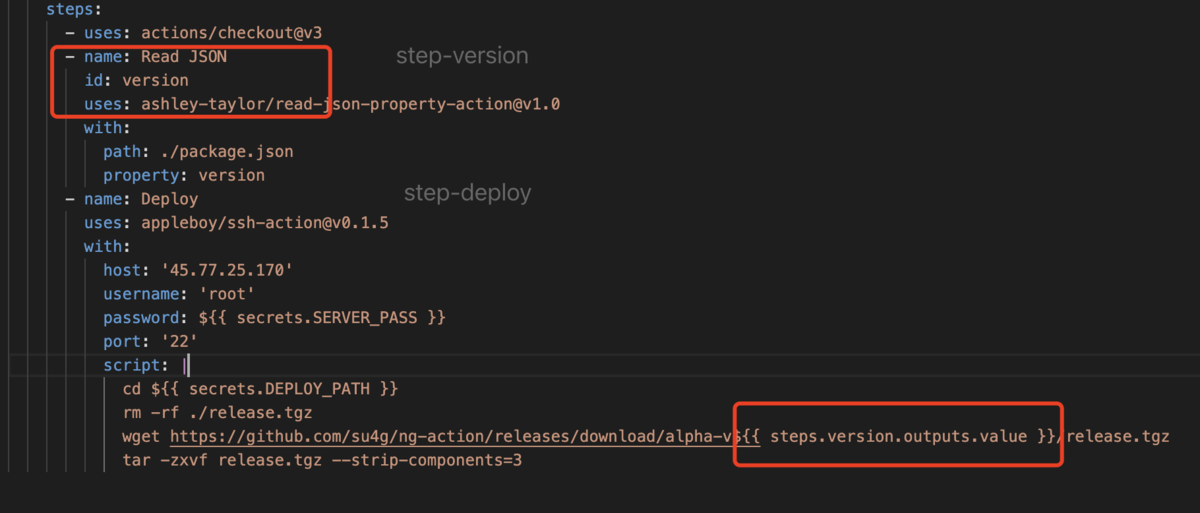 steps:
- uses: actions/checkout@v3
- name: Read JSON
step-version
id: version
uses: ashley-taylor/read-json-property-action@v1.0
with:
path: ./package.json
property: version
step-deploy
- name: Deploy
uses: appleboy/ssh-action@v0.1.5
with:
host: '45.77.25.170'
username: 'root'
password: ${{ secrets.SERVER_PASS }}
port: '22'
script: |
cd ${{ secrets.DEPLOY_PATH }}
rm -rf ./release.tgz
wget https://github.com/su4g/ng-action/releases/download/alpha-v${{ steps.version.outputs.value }}/release.tgz
tar -zxvf release.tgz --strip-components=3